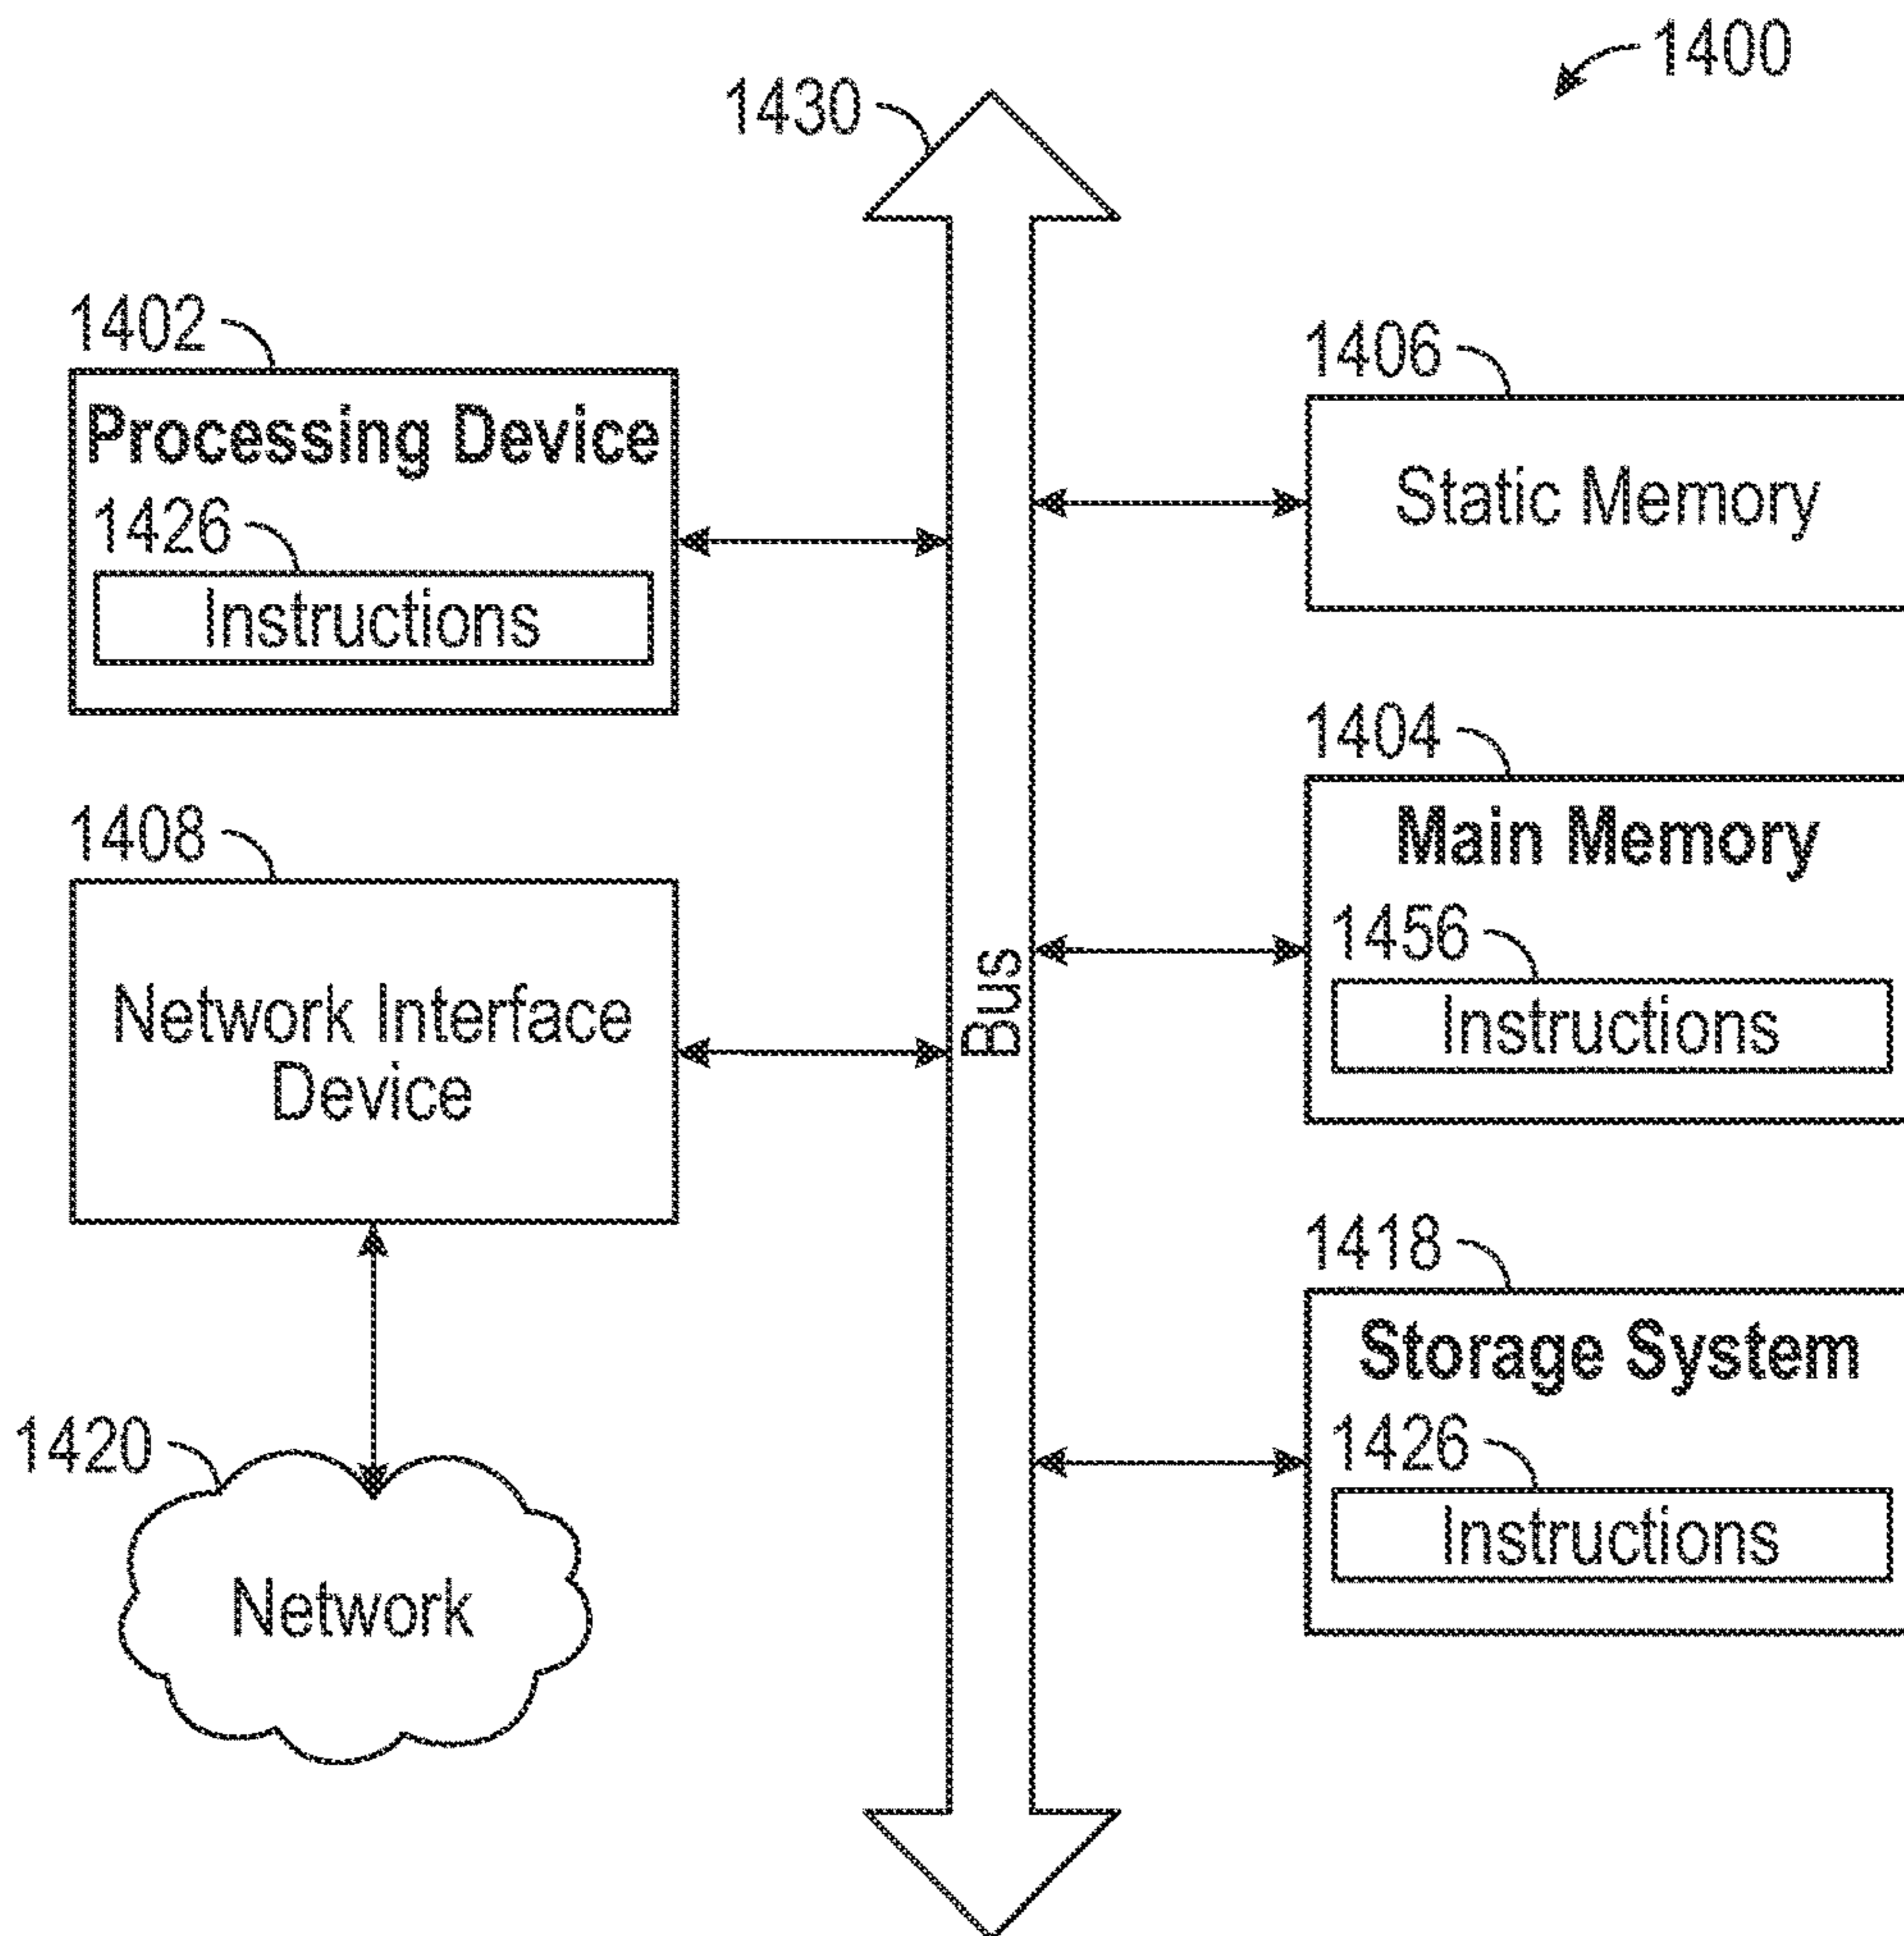 1400
1430
1402
Processing Device
1426
Instructions
1406
Static Memory
1404
Main Memory
1456
Instructions
1408
Network Interface
Device
Bus
1418
Storage System
1426
Instructions
1420
Network